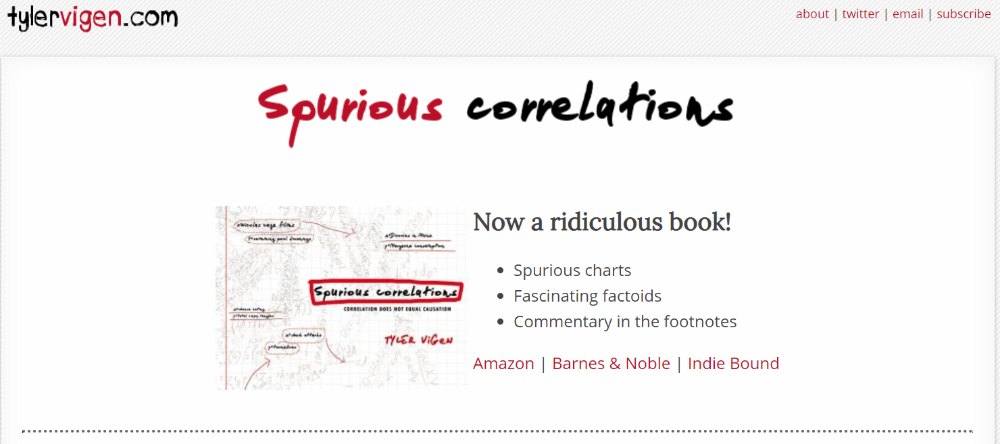 tylervigen.com
about | twitter | email | subscribe
Spurious correlations
Now a ridiculous book!
Spurious charts
Fascinating factoids
Commentary in the footnotes
Amazon | Barnes & Noble | Indie Bound
Spurious correlations
CORRELATION DOES NOT EQUAL CAUSATION
TYLER ViGEN